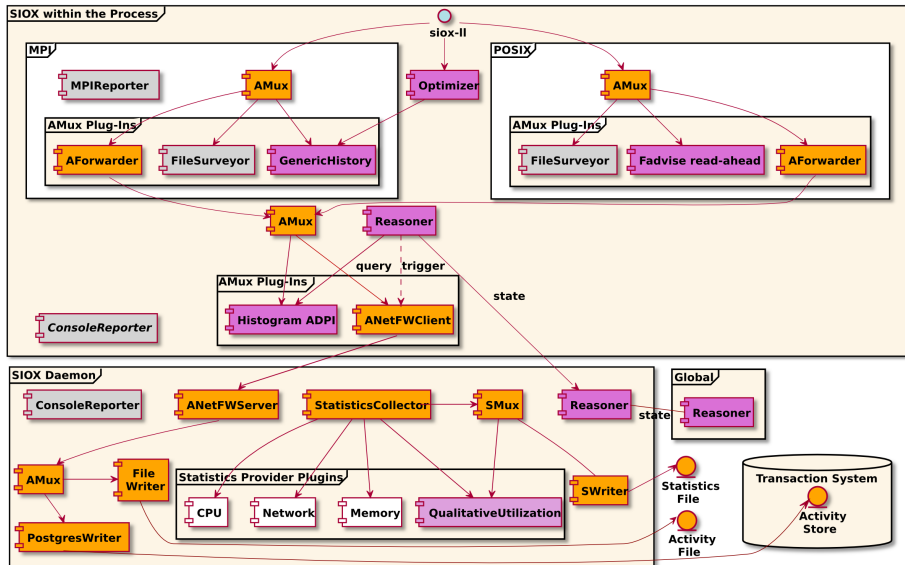 SIOX within the Process
siox-II
MPI
POSIX
MPIReporter
AMux
Optimizer
AMux
AMux Plug-Ins
AForwarder
FileSurveyor
GenericHistory
AMux Plug-Ins
FileSurveyor
Fadvise read-ahead
AForwarder
AMux
Reasoner
query
trigger
AMux Plug-Ins
Histogram ADPI
ANetFWClient
state
ConsoleReporter
SIOX Daemon
ConsoleReporter
ANetFWServer
StatisticsCollector
SMux
Reasoner
state
Global
Reasoner
AMux
File
Writer
Statistics Provider Plugins
CPU
Network
Memory
QualitativeUtilization
SWriter
Statistics
File
PostgresWriter
Activity
File
Transaction System
Activity
Store